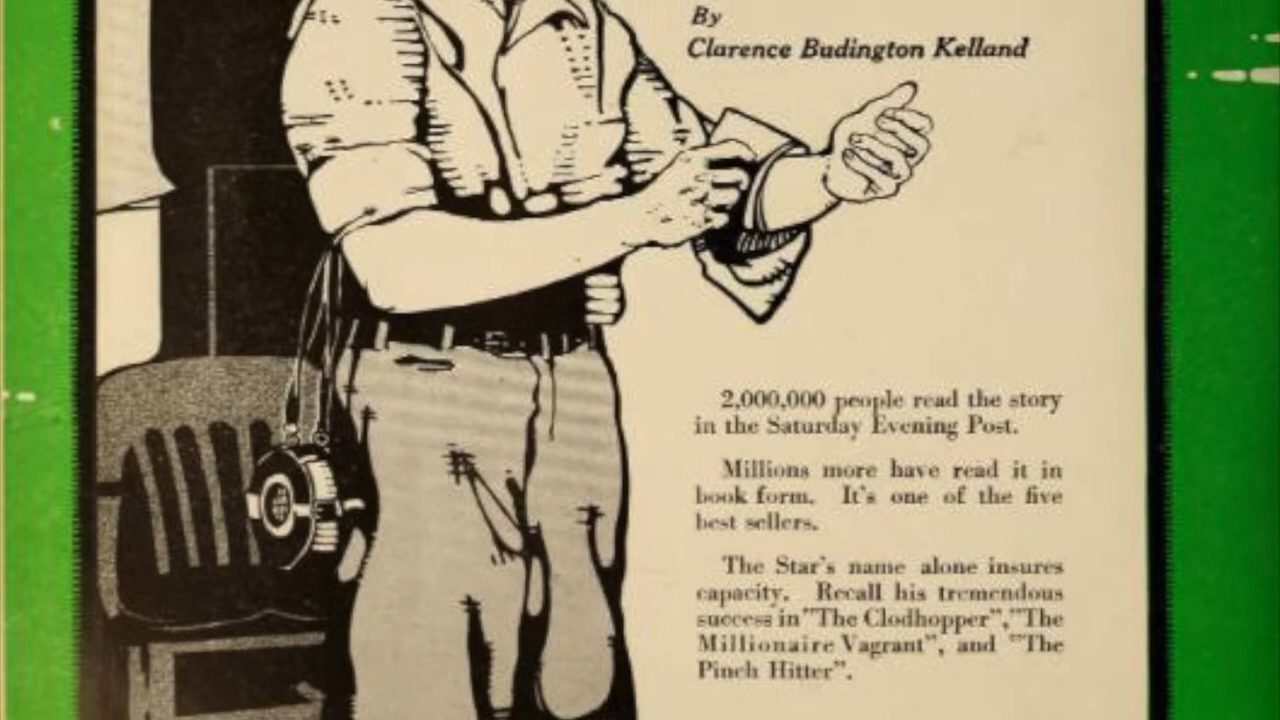 By
Clarence Budington Kelland
2,000,000 people read the story
in the Saturday Evening Post.
Millions more have read it in
book form. It's one of the five
best sellers.
The Star's name alone insures
capacity. Recall his tremendous
success in "The Clodhopper", "The
Millionaire Vagrant", and "The
Pinch Hitter".